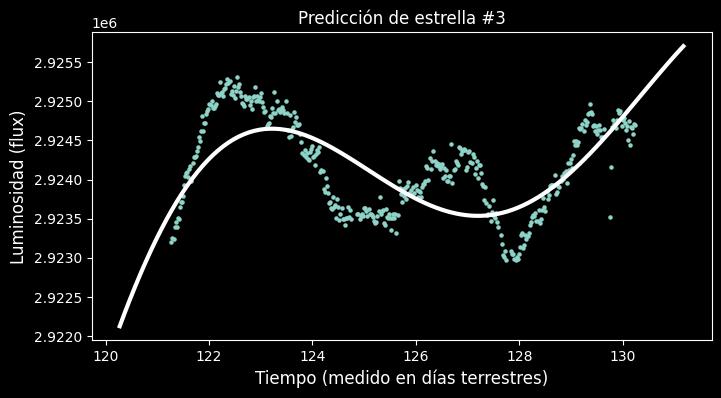 Predicción de estrella #3
1e6
Luminosidad (flux)
2.9255
2.9250
2.9245
2.9240
2.9235
2.9230
2.9225
2.9220
120 122 124 126 128 130
Tiempo (medido en días terrestres)